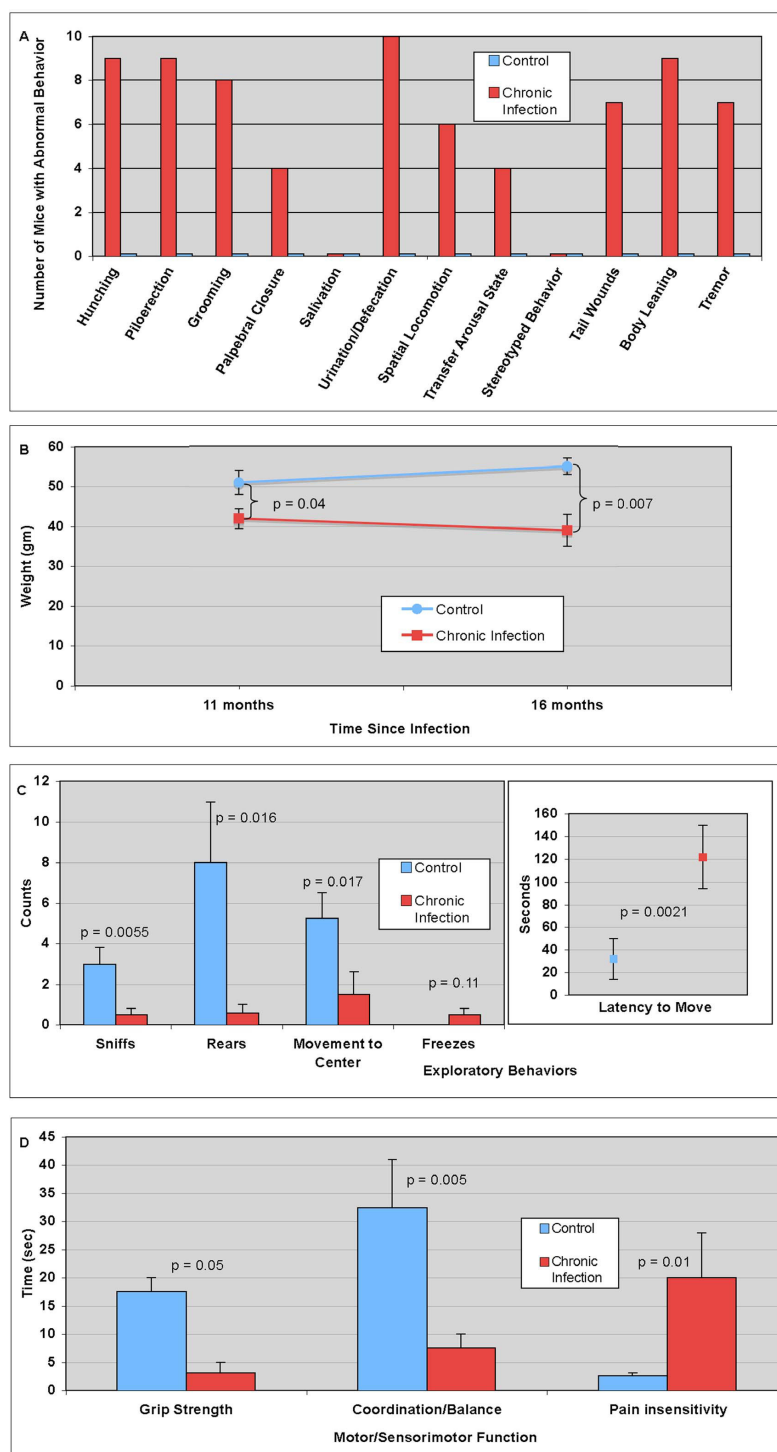 A
Number of Mice with Abnormal Behavior
10
8
6
4
2
0
Control
Chronic
Infection
Hunching
Piloerection
Grooming
Palpebral Closure
Salivation
Urination/Defecation
Spatial Locomotion
Transfer Arousal State
Stereotyped Behavior
Tail Wounds
Body Leaning
Tremor
B
Weight (gm)
60
50
40
30
20
10
0
p = 0.04
p = 0.007
Control
Chronic Infection
11 months
16 months
Time Since Infection
C
Counts
12
10
8
6
4
2
0
p = 0.0055
p = 0.016
p = 0.017
p = 0.11
Control
Chronic
Infection
Sniffs
Rears
Movement to
Center
Freezes
Exploratory Behaviors
Seconds
160
140
120
100
80
60
40
20
0
p = 0.0021
Latency to Move
D
Time (sec)
45
40
35
30
25
20
15
10
5
0
p = 0.05
p = 0.005
p = 0.01
Control
Chronic
Infection
Grip Strength
Coordination/Balance
Pain insensitivity
Motor/Sensorimotor Function